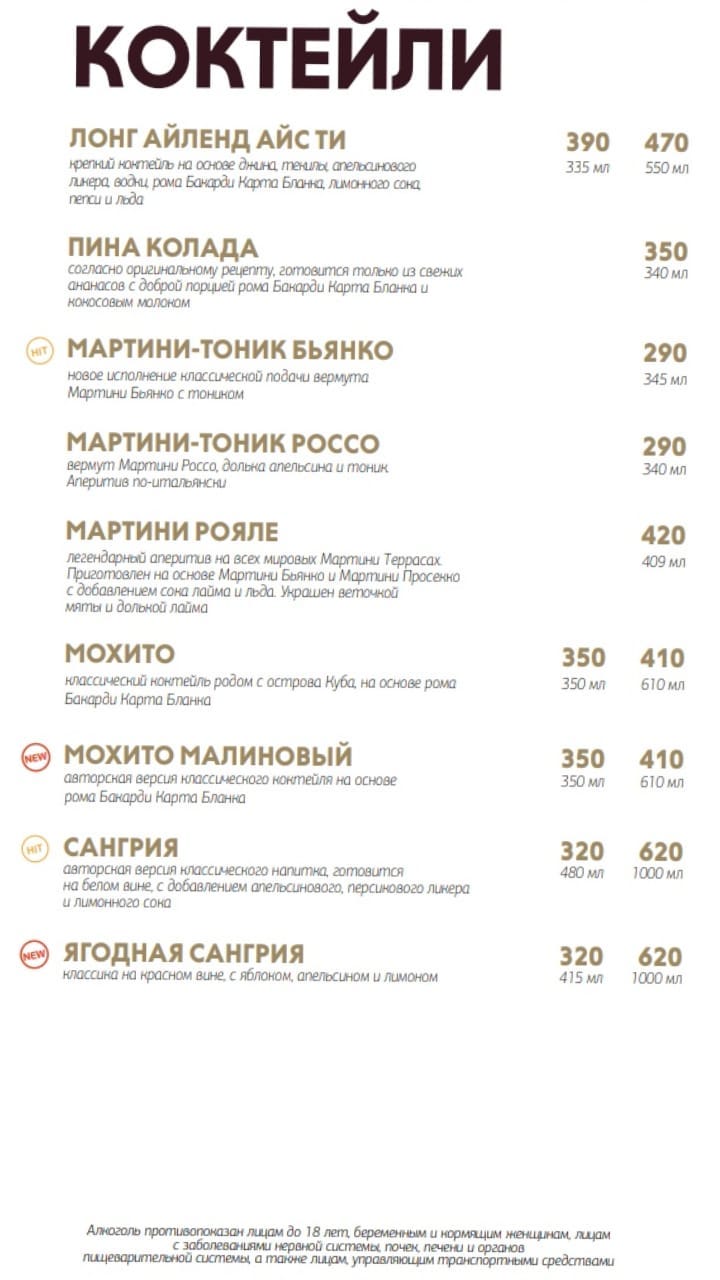 КОКТЕЙЛИ
ЛОНГ АЙЛЕНД АЙС ТИ 390 470
крепкий коктейль на основе джина, текилы, апельсинового 335 мл 550 мл
ликера, водки, рома Бакарди Карта Бланка, лимонного сока,
пепси и льда
ПИНА КОЛАДА 350
согласно оригинальному рецепту, готовится только из свежих 340 мл
ананасов с доброй порцией рома Бакарди Карта Бланка и
кокосовым молоком
HIT МАРТИНИ-ТОНИК БЬЯНКО 290
новое исполнение классической подачи вермута 345 мл
Мартини Бьянко с тоником
МАРТИНИ-ТОНИК РОССО 290
вермут Мартини Россо, долька апельсина и тоник. 340 мл
Аперитив по-итальянски
МАРТИНИ РОЯЛЕ 420
легендарный аперитив на всех мировых Мартини Террасах. 409 мл
Приготовлен на основе Мартини Бьянко и Мартини Просекко
с добавлением сока лайма и льда. Украшен веточкой
мяты и долькой лайма
МОХИТО 350 410
классический коктейль родом с острова Куба, на основе рома 350 мл 610 мл
Бакарди Карта Бланка
NEW МОХИТО МАЛИНОВЫЙ 350 410
авторская версия классического коктейля на основе 350 мл 610 мл
рома Бакарди Карта Бланка
HIT САНГРИЯ 320 620
авторская версия классического напитка, готовится 480 мл 1000 мл
на белом вине, с добавлением апельсинового, персикового ликера
и лимонного сока
NEW ЯГОДНАЯ САНГРИЯ 320 620
классика на красном вине, с яблоком, апельсином и лимоном 415 мл 1000 мл
Алкоголь противопоказан лицам до 18 лет, беременным и кормящим женщинам, лицам
с заболеваниями нервной системы, почек, печени и органов
пищеварительной системы, а также лицам, управляющим транспортными средствами